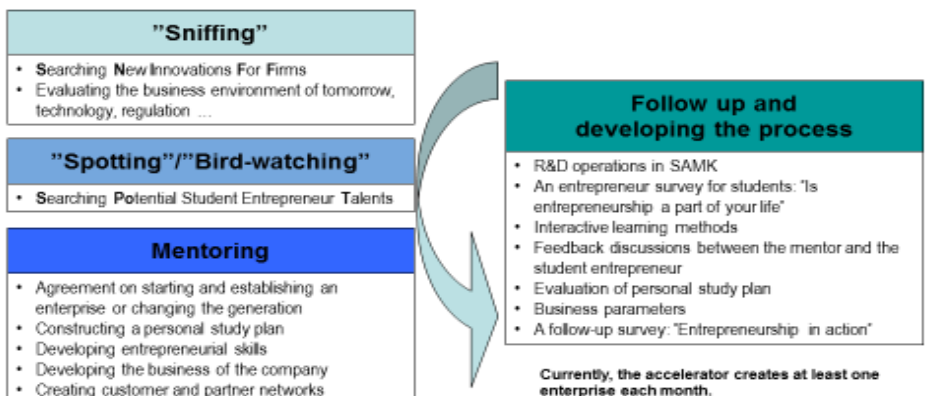 ”Sniffing”
• Searching New Innovations For Firms
• Evaluating the business environment of tomorrow,
technology, regulation ...
”Spotting”/”Bird-watching”
• Searching Potential Student Entrepreneur Talents
Mentoring
• Agreement on starting and establishing an
enterprise or changing the generation
• Constructing a personal study plan
• Developing entrepreneurial skills
• Developing the business of the company
• Creating customer and partner networks
Follow up and
developing the process
• R&D operations in SAMK
• An entrepreneur survey for students: ”Is
entrepreneurship a part of your life”
• Interactive learning methods
• Feedback discussions between the mentor and the
student entrepreneur
• Evaluation of personal study plan
• Business parameters
• A follow-up survey: ”Entrepreneurship in action”
Currently, the accelerator creates at least one
enterprise each month.